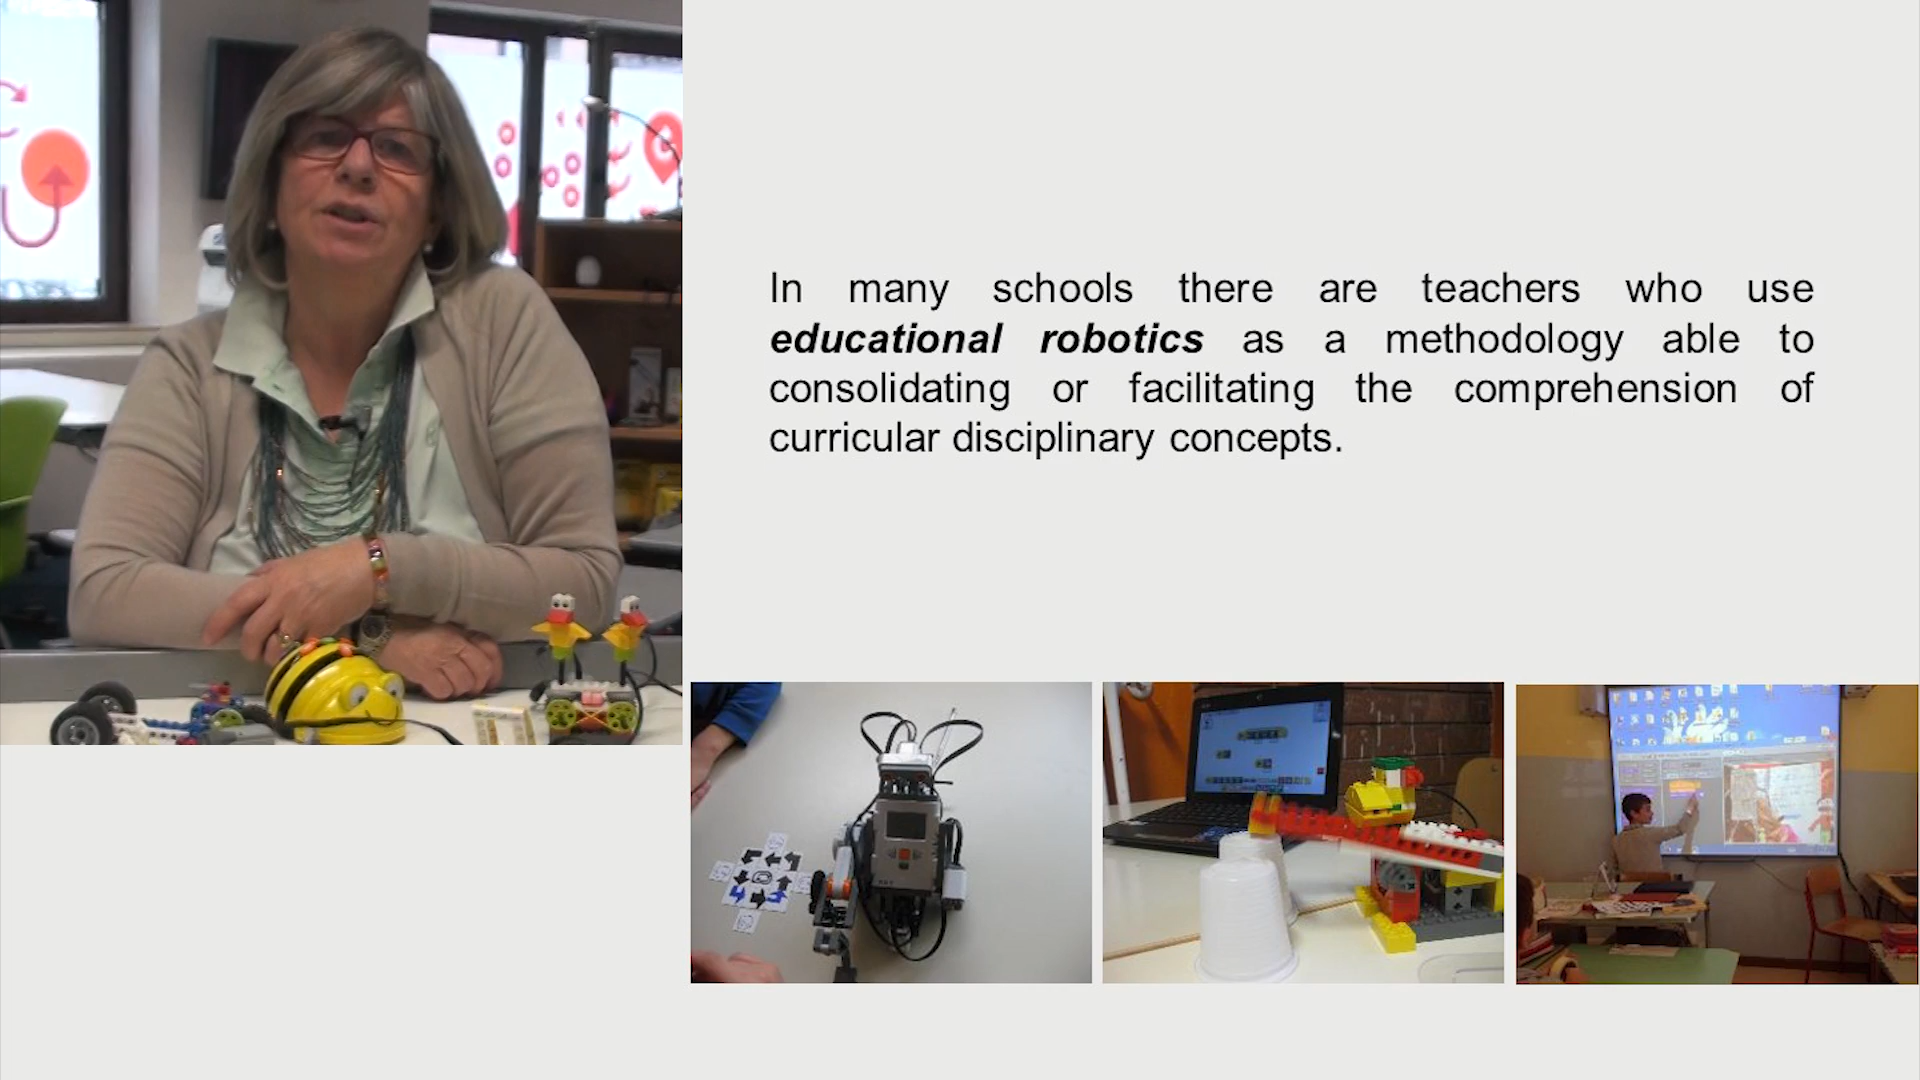 In many schools there are teachers who use
educational robotics as a methodology able to
consolidating or facilitating the comprehension of
curricular disciplinary concepts.